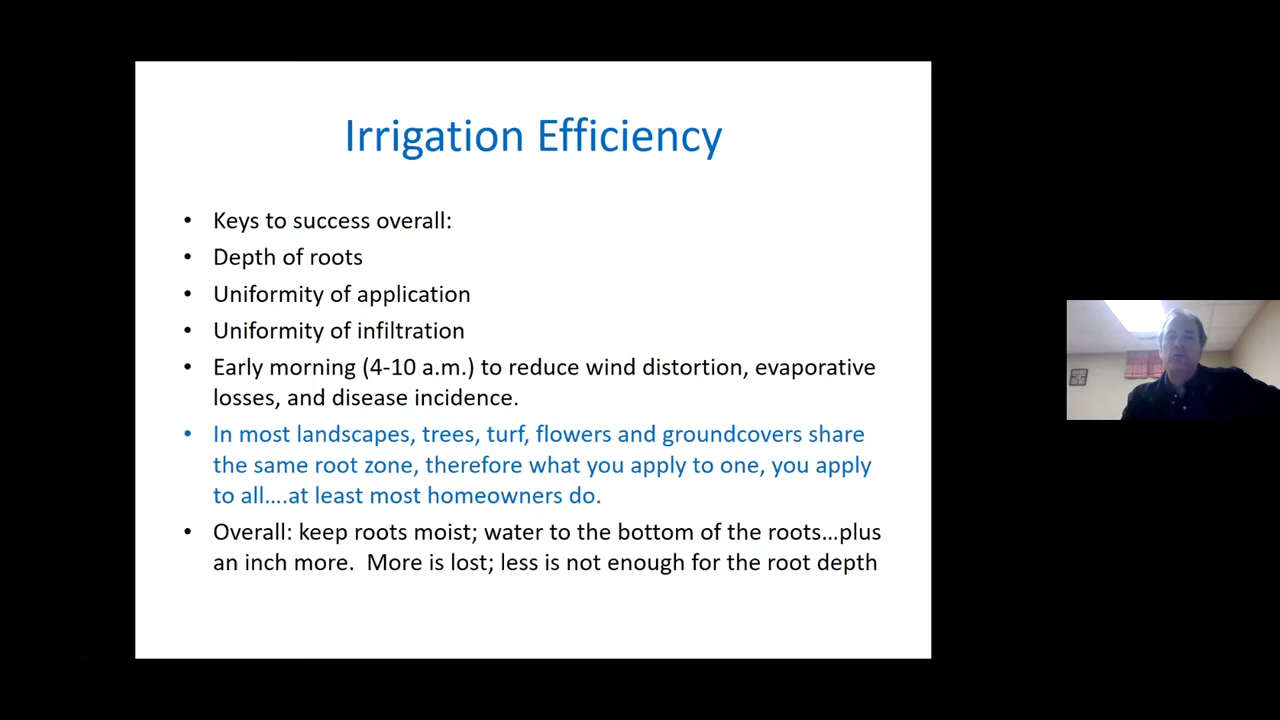 Irrigation Efficiency
• Keys to success overall:
• Depth of roots
• Uniformity of application
• Uniformity of infiltration
• Early morning (4-10 a.m.) to reduce wind distortion, evaporative
losses, and disease incidence.
• In most landscapes, trees, turf, flowers and groundcovers share
the same root zone, therefore what you apply to one, you apply
to all….at least most homeowners do.
• Overall: keep roots moist; water to the bottom of the roots…plus
an inch more.  More is lost; less is not enough for the root depth